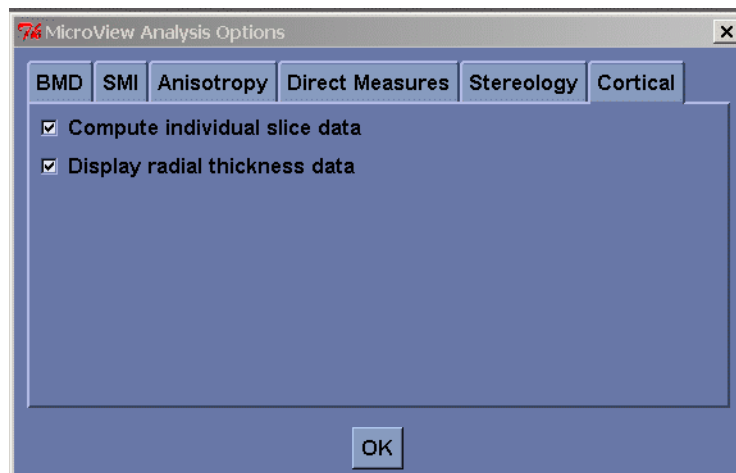 MicroView Analysis Options
BMD SMI Anisotropy Direct Measures Stereology Cortical
Compute individual slice data
Display radial thickness data
OK